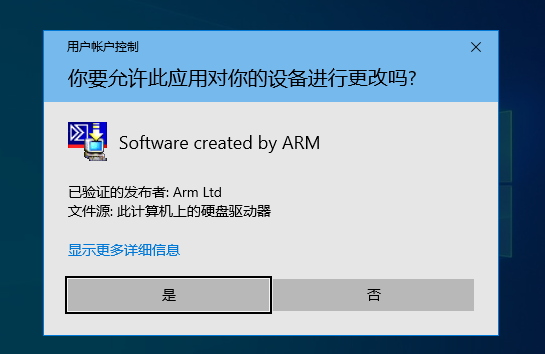 用户帐户控制
你要允许此应用对你的设备进行更改吗?
Software created by ARM
已验证的发布者: Arm Ltd
文件源: 此计算机上的硬盘驱动器
显示更多详细信息
是
否